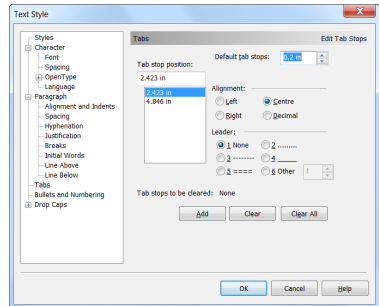 Text Style
Styles
Character
Font
Spacing
OpenType
Language
Paragraph
Alignment and Indents
Spacing
Hyphenation
Justification
Breaks
Initial Words
Line Above
Line Below
Tabs
Bullets and Numbering
Drop Caps
Tabs Edit Tab Stops
Default tab stops: 0.2 in
Tab stop position:
2.423 in
2.423 in
4.846 in
Alignment:
Left Centre
Right Decimal
Leader:
1 None 2 .........
3 -------- 4 _____
5 ==== 6 Other !
Tab stops to be cleared: None
Add Clear Clear All
OK Cancel Help